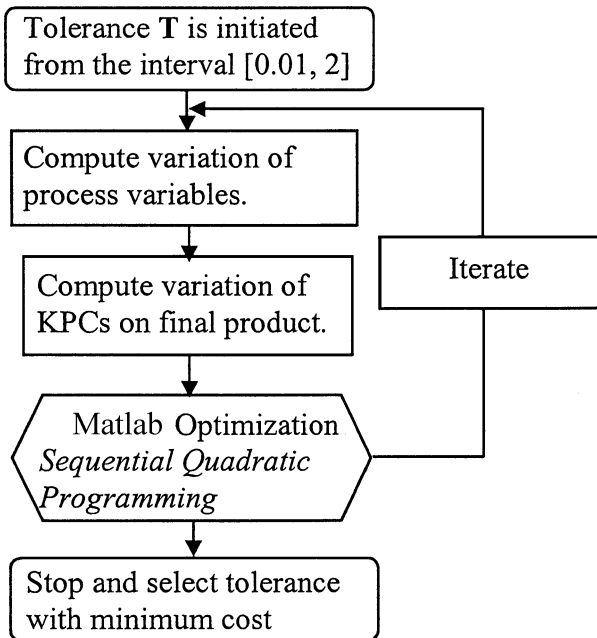 Tolerance T is initiated
from the interval [0.01, 2]
Compute variation of
process variables.
Iterate
Compute variation of
KPCs on final product.
Matlab Optimization
Sequential Quadratic
Programming
Stop and select tolerance
with minimum cost